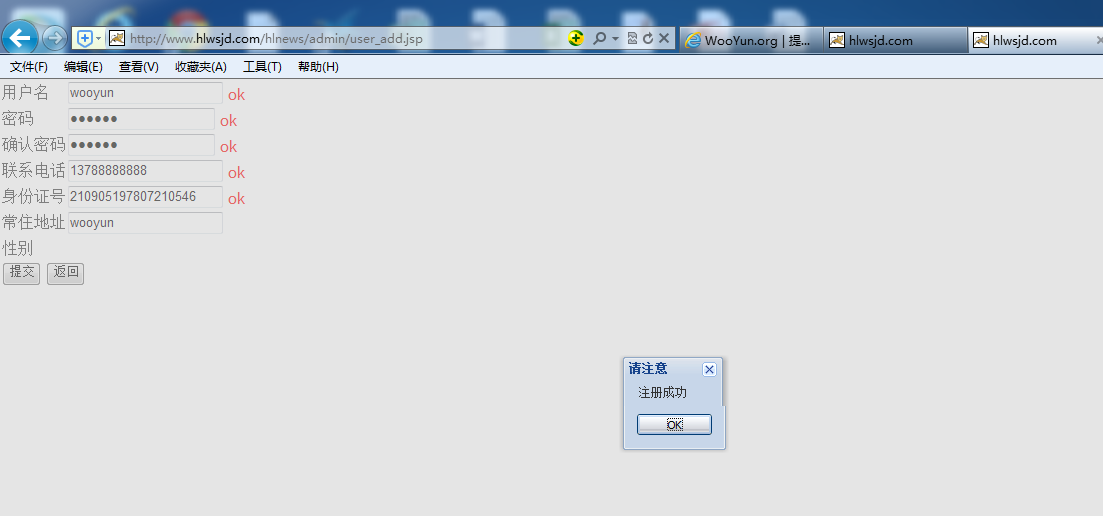 http://www.hlwsjd.com/hlnews/admin/user_add.jsp
WooYun.org | 提...
hlwsjd.com
hlwsjd.com
文件(F) 编辑(E) 查看(V) 收藏夹(A) 工具(T) 帮助(H)
用户名 wooyun ok
密码 •••••• ok
确认密码 •••••• ok
联系电话 13788888888 ok
身份证号 210905197807210546 ok
常住地址 wooyun
性别
提交 返回
请注意
注册成功
OK